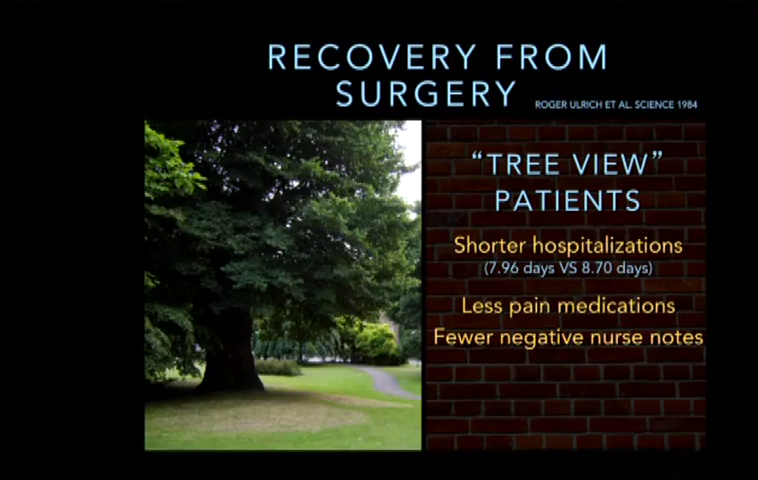 RECOVERY FROM
SURGERY
ROGER ULRICH ET AL. SCIENCE 1984
“TREE VIEW”
PATIENTS
Shorter hospitalizations
(7.96 days VS 8.70 days)
Less pain medications
Fewer negative nurse notes